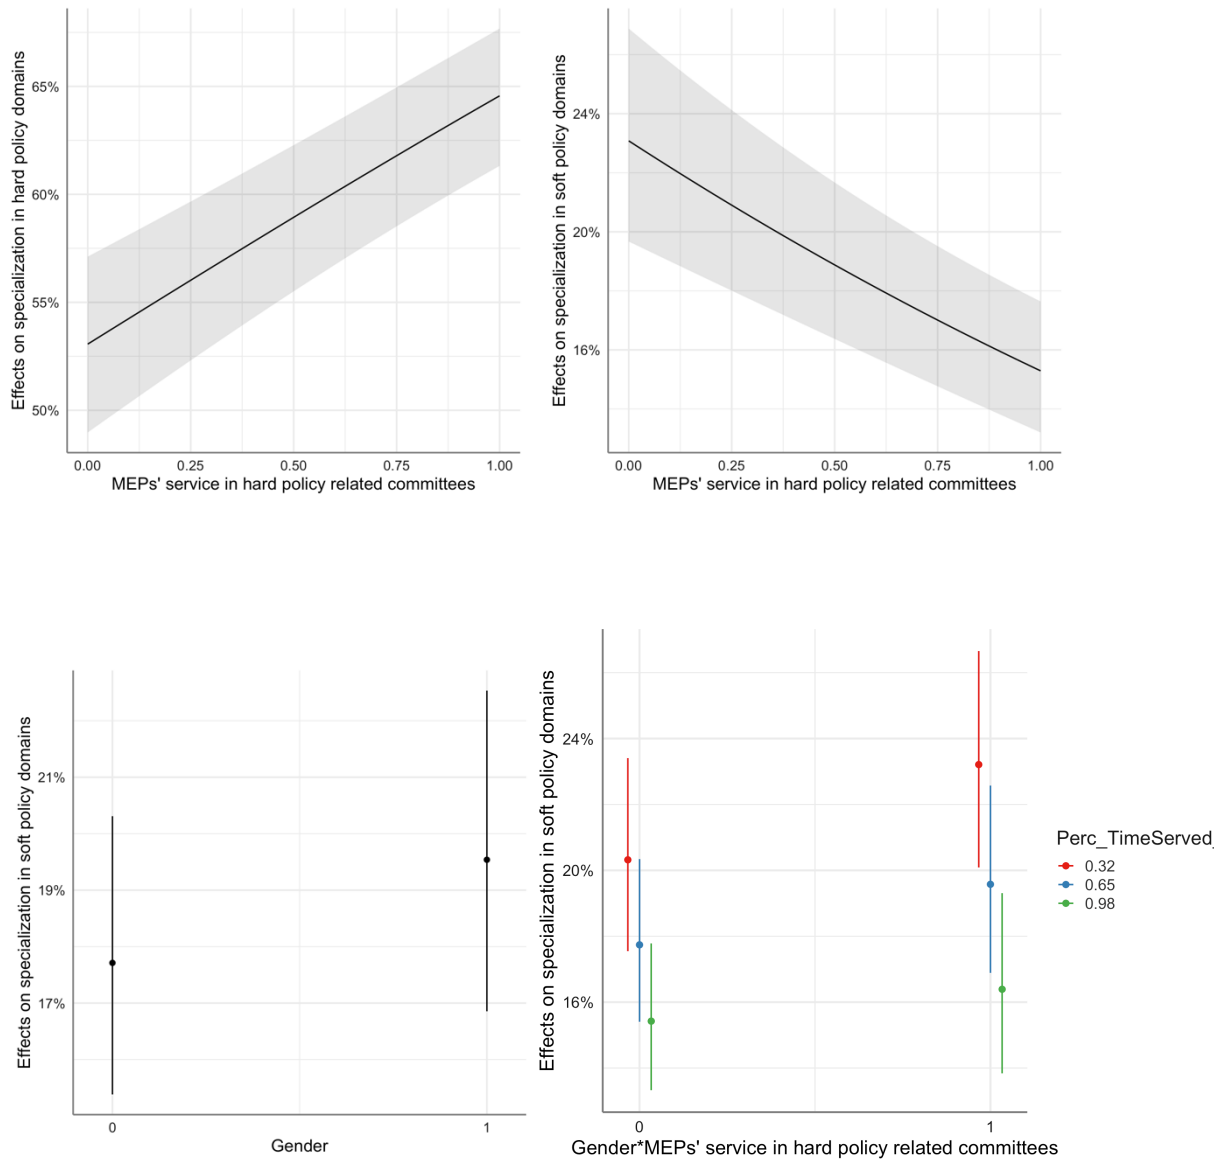 Effects on specialization in hard policy domains
65%
60%
55%
50%
0.00 0.25 0.50 0.75 1.00
MEPs' service in hard policy related committees
Effects on specialization in soft policy domains
24%
20%
16%
0.00 0.25 0.50 0.75 1.00
MEPs' service in hard policy related committees
Effects on specialization in soft policy domains
21%
19%
17%
0 1
Gender
Effects on specialization in soft policy domains
24%
20%
16%
0 1
Gender*MEPs' service in hard policy related committees
Perc_TimeServed_
0.32
0.65
0.98